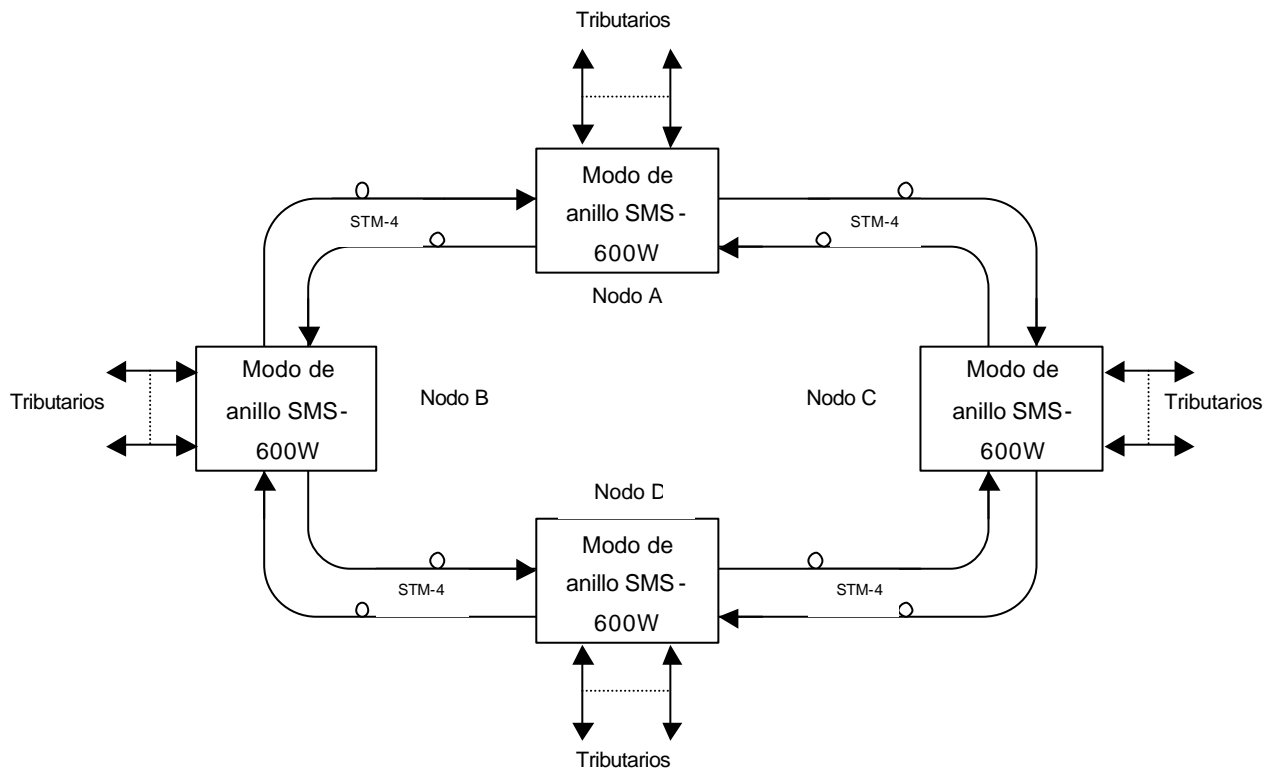 Tributarios
Modo de
anillo SMS-
600W
STM-4
STM-4
Nodo A
Modo de
anillo SMS-
600W
Tributarios
Nodo B
Nodo C
Modo de
anillo SMS-
600W
Tributarios
Nodo D
Modo de
anillo SMS-
600W
STM-4
STM-4
Tributarios